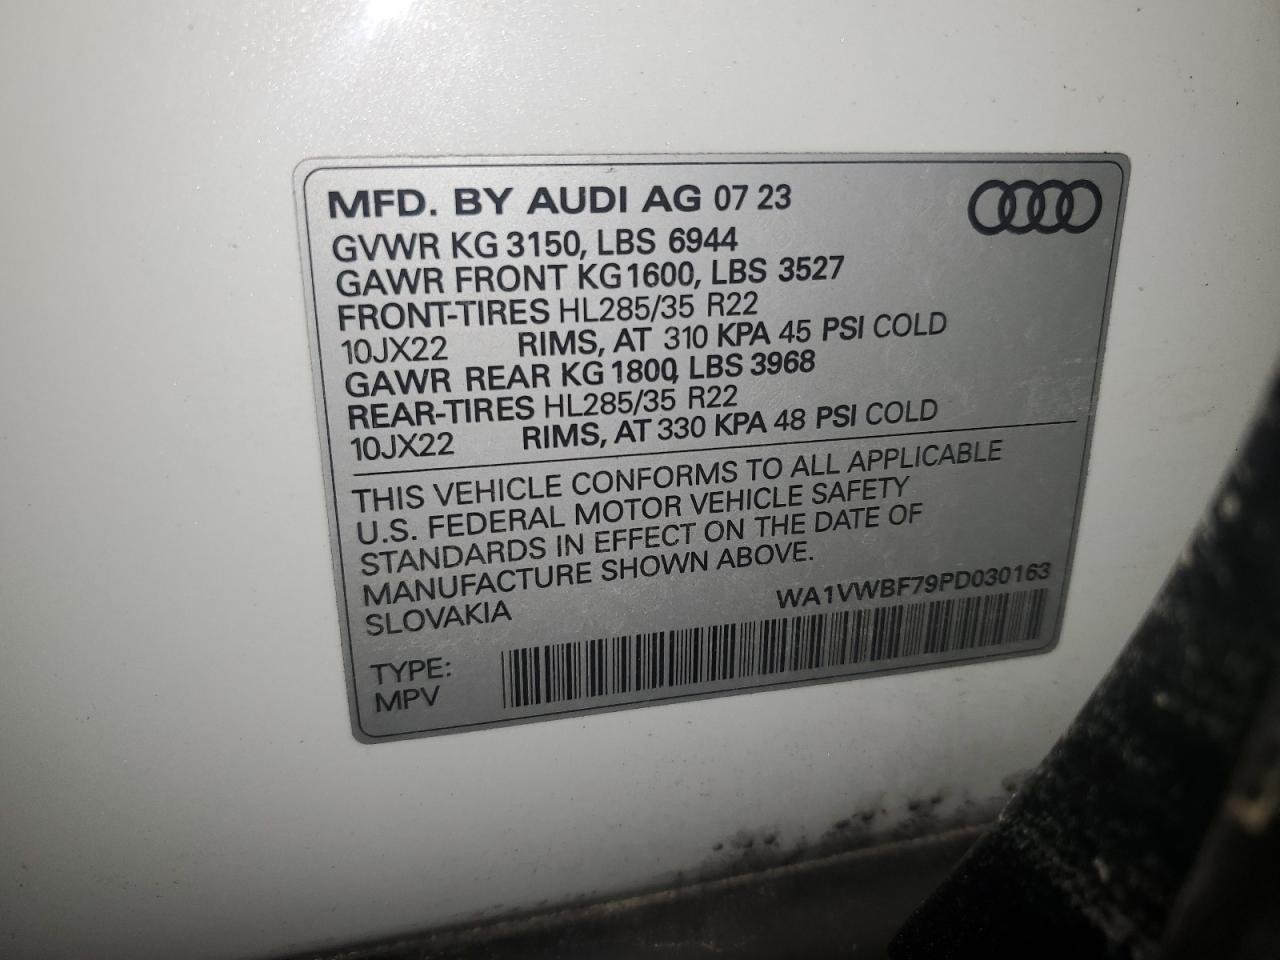 MFD. BY AUDI AG 07 23
GVWR KG 3150, LBS 6944
GAWR FRONT KG 1600, LBS 3527
FRONT-TIRES HL285/35 R22
10JX22 RIMS, AT 310 KPA 45 PSI COLD
GAWR REAR KG 1800, LBS 3968
REAR-TIRES HL285/35 R22
10JX22 RIMS, AT 330 KPA 48 PSI COLD
THIS VEHICLE CONFORMS TO ALL APPLICABLE
U.S. FEDERAL MOTOR VEHICLE SAFETY
STANDARDS IN EFFECT ON THE DATE OF
MANUFACTURE SHOWN ABOVE.
SLOVAKIA
WA1VWBF79PD030163
TYPE:
MPV